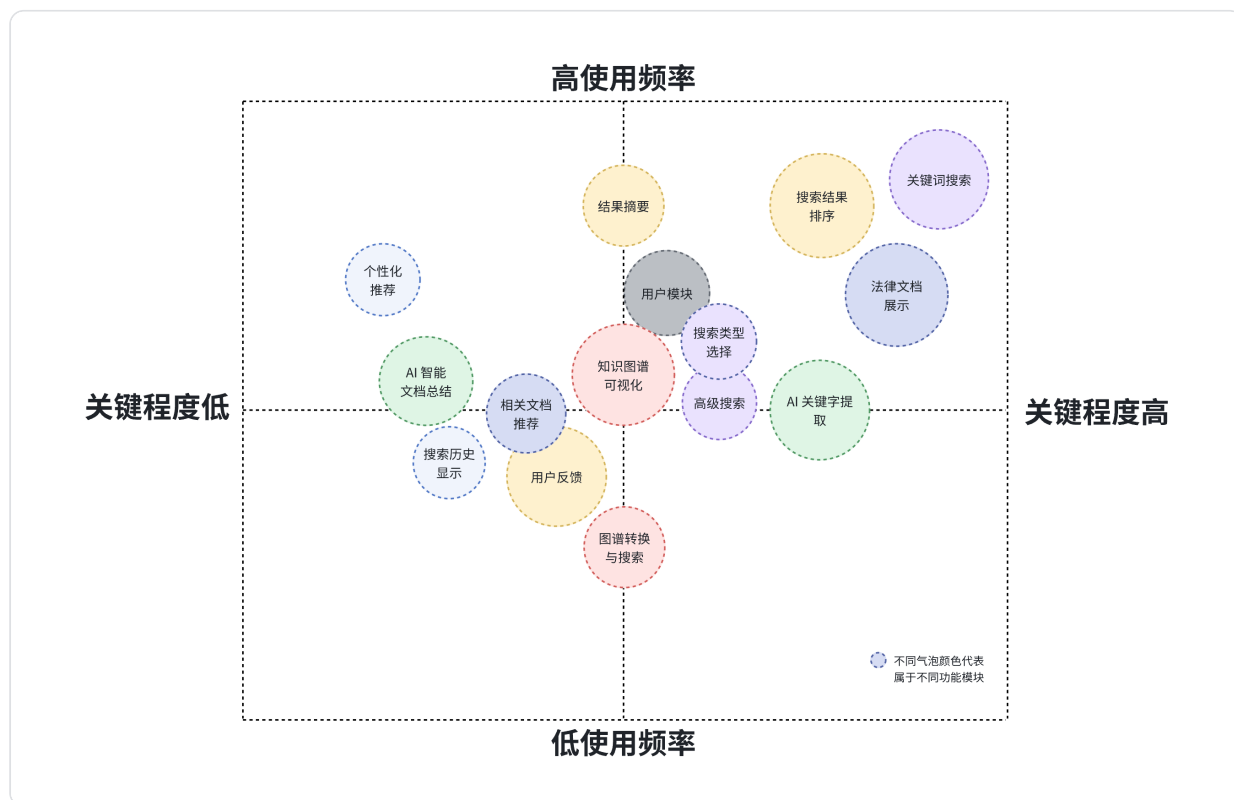 高使用频率
关键词搜索
搜索结果
排序
结果摘要
个性化
推荐
用户模块
法律文档
展示
搜索类型
选择
知识图谱
可视化
AI 智能
文档总结
高级搜索
AI 关键字提
取
相关文档
推荐
关键程度低
关键程度高
搜索历史
显示
用户反馈
图谱转换
与搜索
不同气泡颜色代表
属于不同功能模块
低使用频率